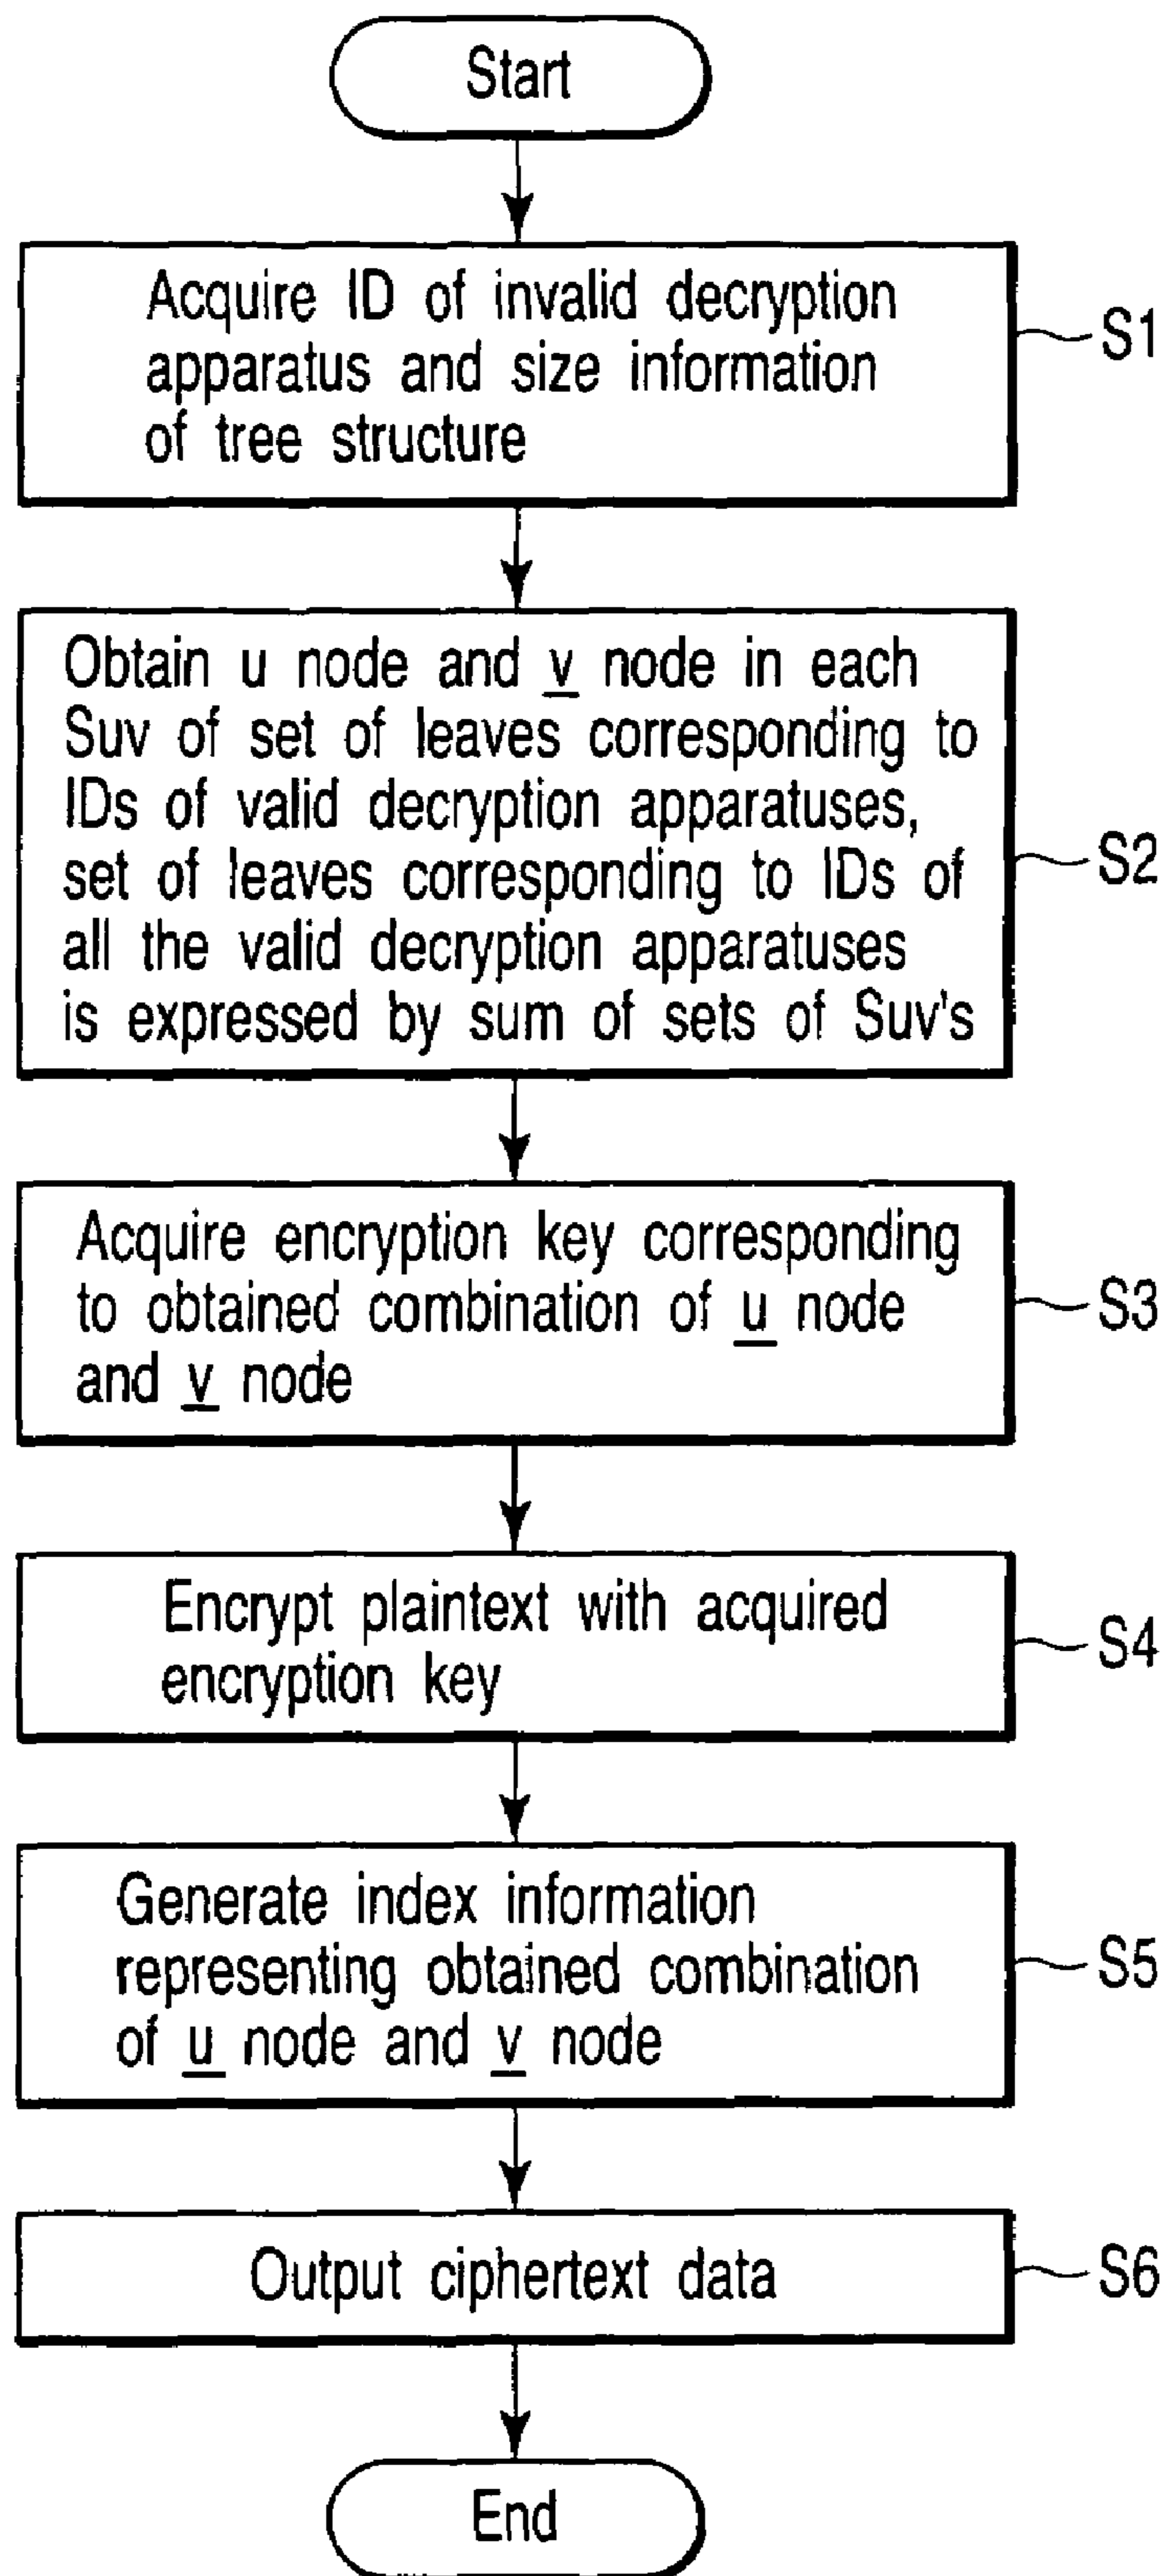 Start
Acquire ID of invalid decryption
apparatus and size information
of tree structure
S1
Obtain u node and v node in each
Suv of set of leaves corresponding to
IDs of valid decryption apparatuses,
set of leaves corresponding to IDs of
all the valid decryption apparatuses
is expressed by sum of sets of Suv's
S2
Acquire encryption key corresponding
to obtained combination of u node
and v node
S3
Encrypt plaintext with acquired
encryption key
S4
Generate index information
representing obtained combination
of u node and v node
S5
Output ciphertext data
S6
End